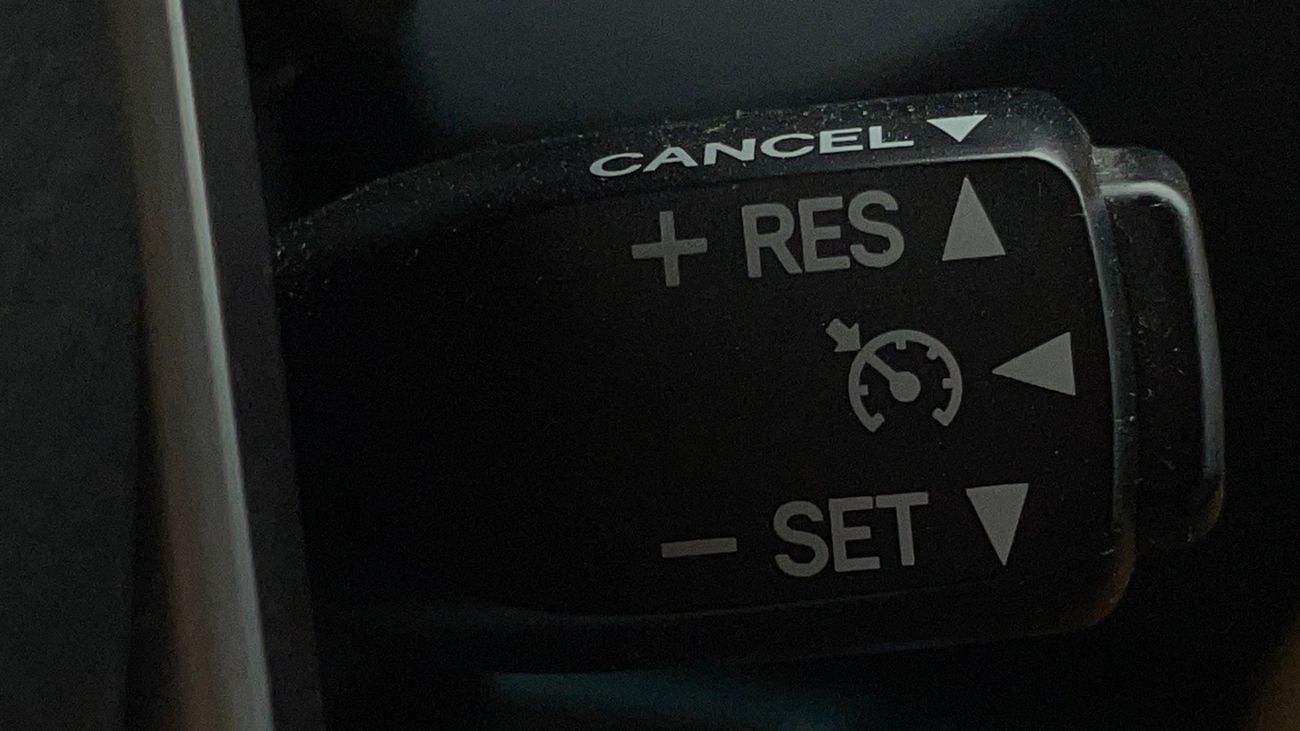 CANCEL
+ RES
− SET